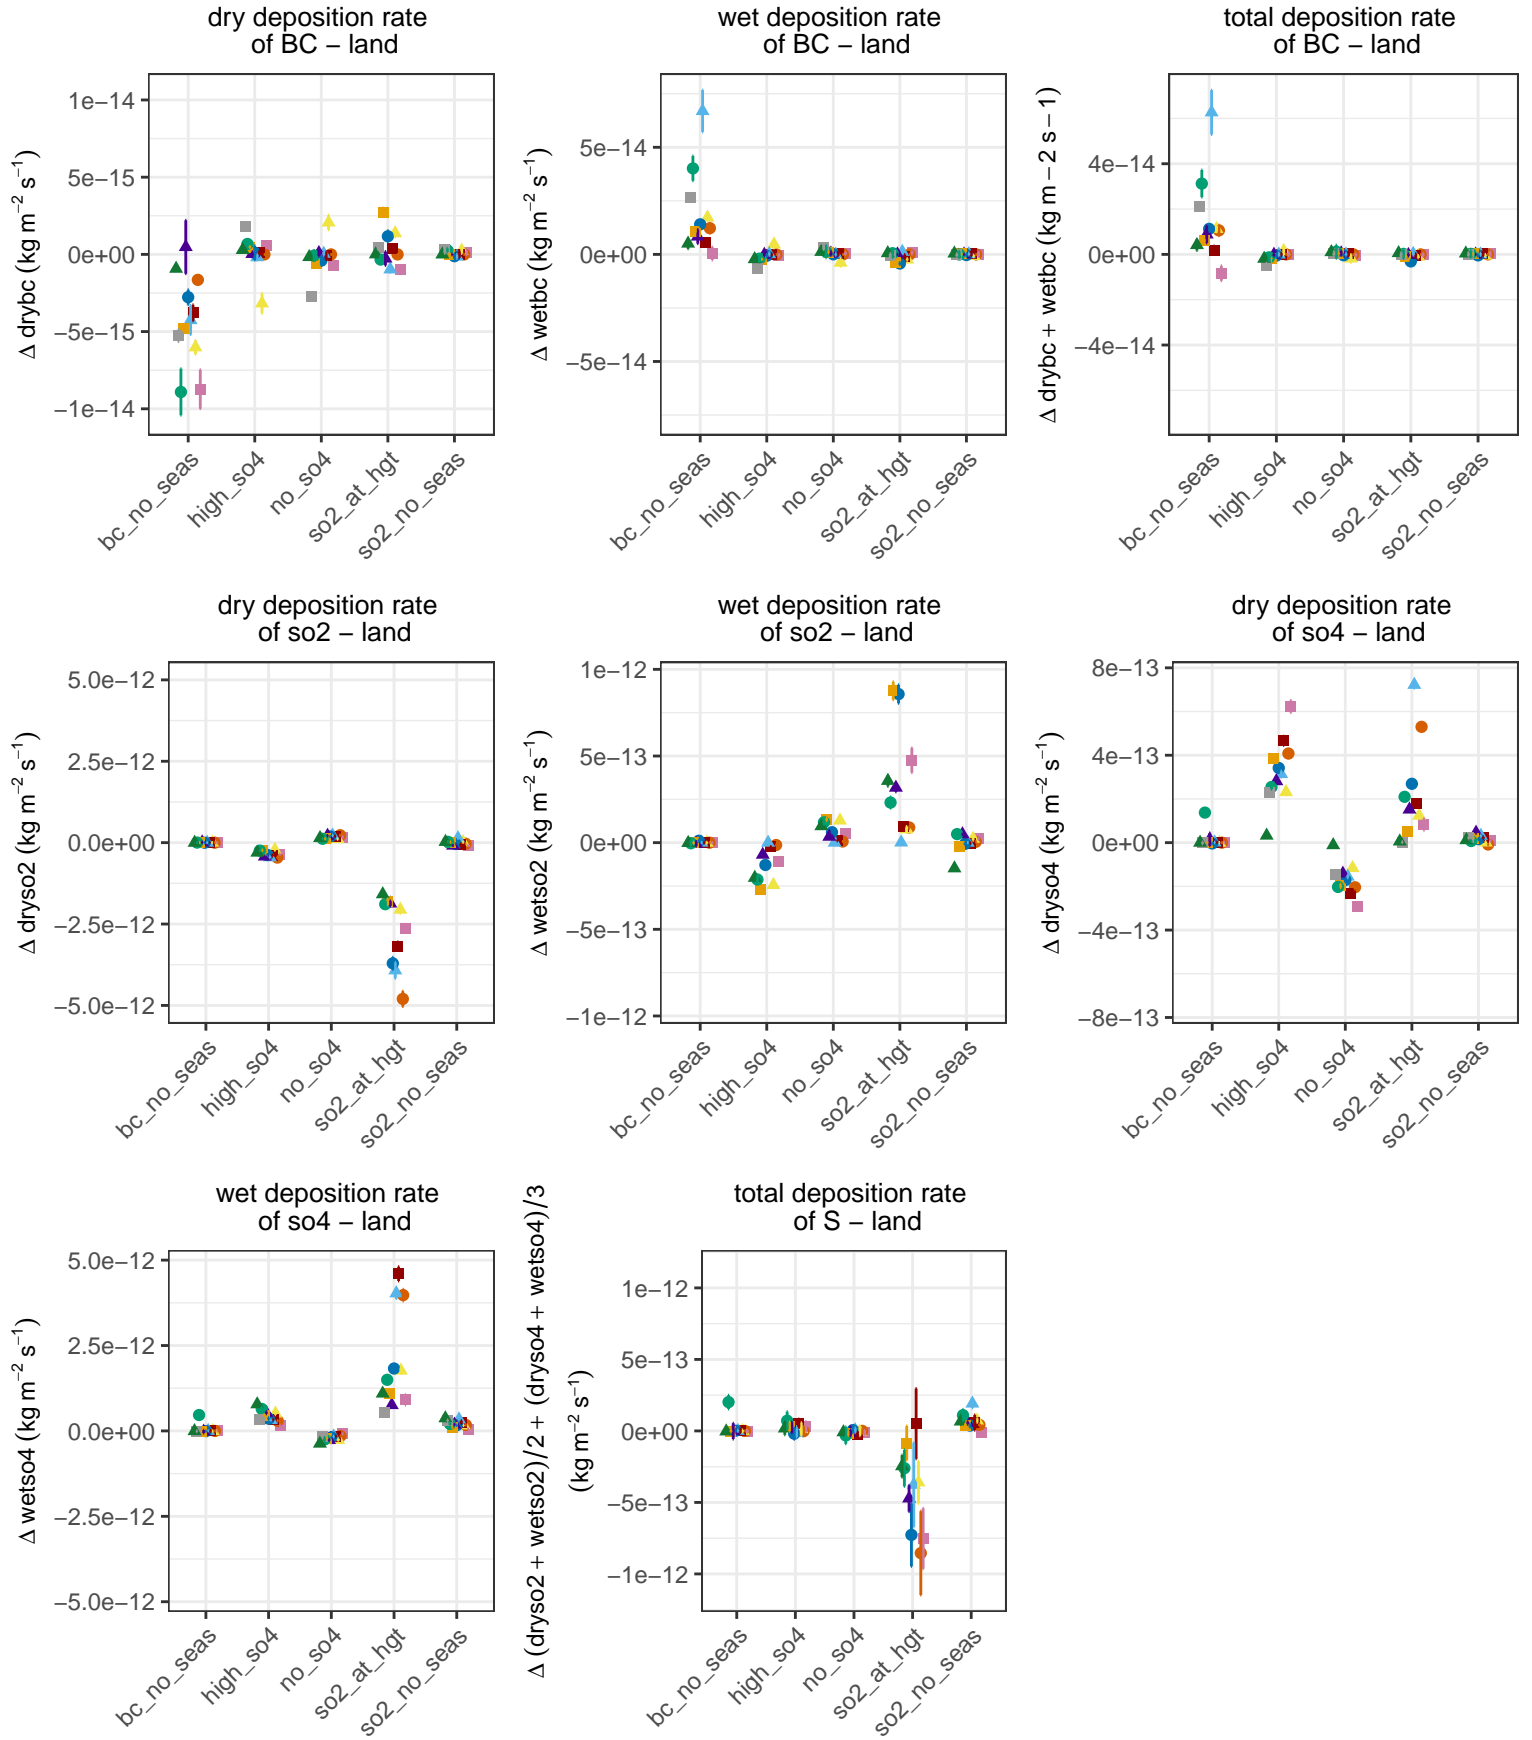 dry deposition rate
of BC − land
Δ drybc (kg m−2 s−1)
1e−14
5e−15
0e+00
−5e−15
−1e−14
bc_no_seas
high_so4
no_so4
so2_at_hgt
so2_no_seas
wet deposition rate
of BC − land
Δ wetbc (kg m−2 s−1)
5e−14
0e+00
−5e−14
bc_no_seas
high_so4
no_so4
so2_at_hgt
so2_no_seas
total deposition rate
of BC − land
Δ drybc + wetbc (kg m − 2 s − 1)
4e−14
0e+00
−4e−14
bc_no_seas
high_so4
no_so4
so2_at_hgt
so2_no_seas
dry deposition rate
of so2 − land
Δ dryso2 (kg m−2 s−1)
5.0e−12
2.5e−12
0.0e+00
−2.5e−12
−5.0e−12
bc_no_seas
high_so4
no_so4
so2_at_hgt
so2_no_seas
wet deposition rate
of so2 − land
Δ wetso2 (kg m−2 s−1)
1e−12
5e−13
0e+00
−5e−13
−1e−12
bc_no_seas
high_so4
no_so4
so2_at_hgt
so2_no_seas
dry deposition rate
of so4 − land
Δ dryso4 (kg m−2 s−1)
8e−13
4e−13
0e+00
−4e−13
−8e−13
bc_no_seas
high_so4
no_so4
so2_at_hgt
so2_no_seas
wet deposition rate
of so4 − land
Δ wetso4 (kg m−2 s−1)
5.0e−12
2.5e−12
0.0e+00
−2.5e−12
−5.0e−12
bc_no_seas
high_so4
no_so4
so2_at_hgt
so2_no_seas
total deposition rate
of S − land
Δ (dryso2 + wetso2)/2 + (dryso4 + wetso4)/3
(kg m−2 s−1)
1e−12
5e−13
0e+00
−5e−13
−1e−12
bc_no_seas
high_so4
no_so4
so2_at_hgt
so2_no_seas